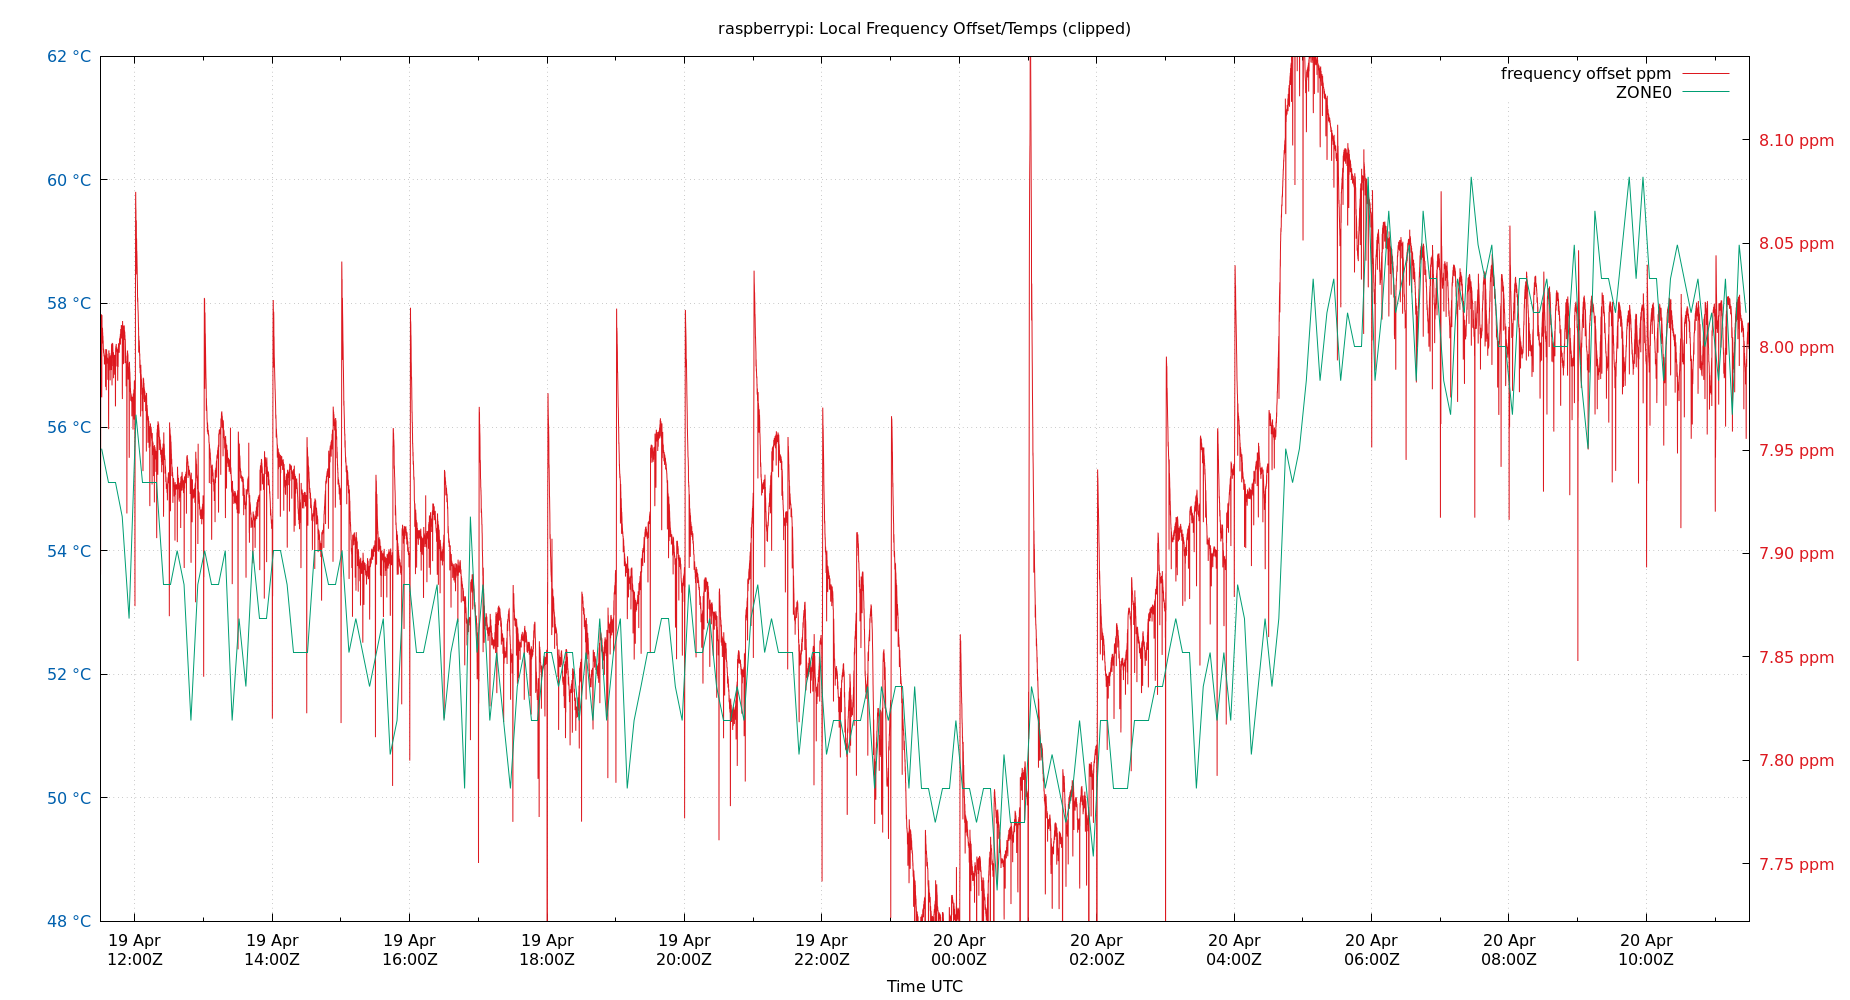 raspberrypi: Local Frequency Offset/Temps (clipped)
62 °C
60 °C
58 °C
56 °C
54 °C
52 °C
50 °C
48 °C
frequency offset ppm
ZONE0
8.10 ppm
8.05 ppm
8.00 ppm
7.95 ppm
7.90 ppm
7.85 ppm
7.80 ppm
7.75 ppm
19 Apr
12:00Z
19 Apr
14:00Z
19 Apr
16:00Z
19 Apr
18:00Z
19 Apr
20:00Z
19 Apr
22:00Z
20 Apr
00:00Z
20 Apr
02:00Z
20 Apr
04:00Z
20 Apr
06:00Z
20 Apr
08:00Z
20 Apr
10:00Z
Time UTC